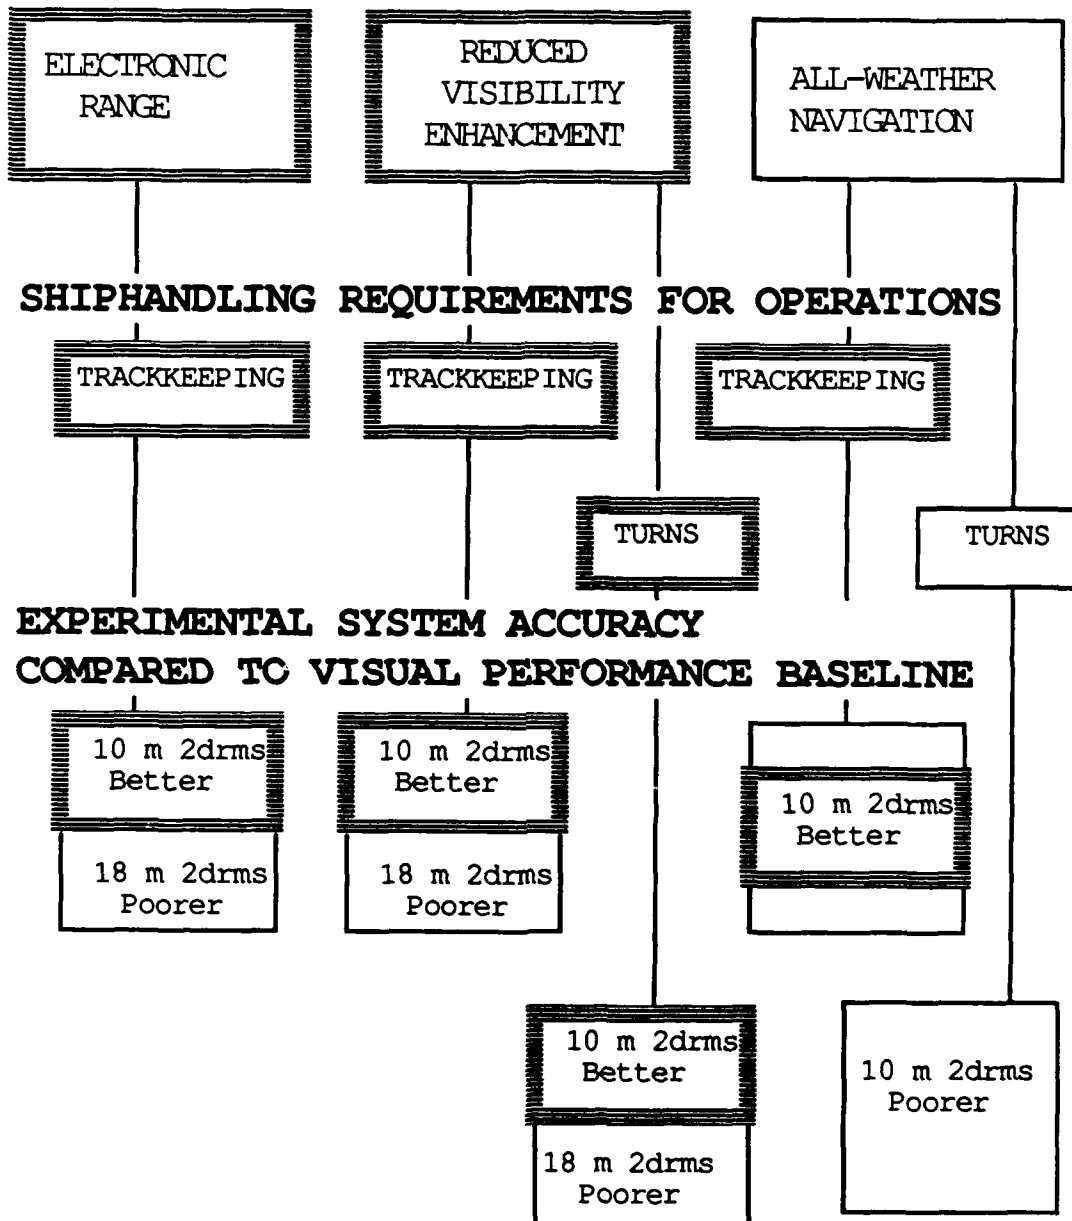 ELECTRONIC
RANGE
REDUCED
VISIBILITY
ENHANCEMENT
ALL-WEATHER
NAVIGATION
SHIPHANDLING REQUIREMENTS FOR OPERATIONS
TRACKKEEPING
TRACKKEEPING
TRACKKEEPING
TURNS
TURNS
EXPERIMENTAL SYSTEM ACCURACY
COMPARED TO VISUAL PERFORMANCE BASELINE
10 m 2drms
Better
18 m 2drms
Poorer
10 m 2drms
Better
18 m 2drms
Poorer
10 m 2drms
Better
10 m 2drms
Better
18 m 2drms
Poorer
10 m 2drms
Poorer